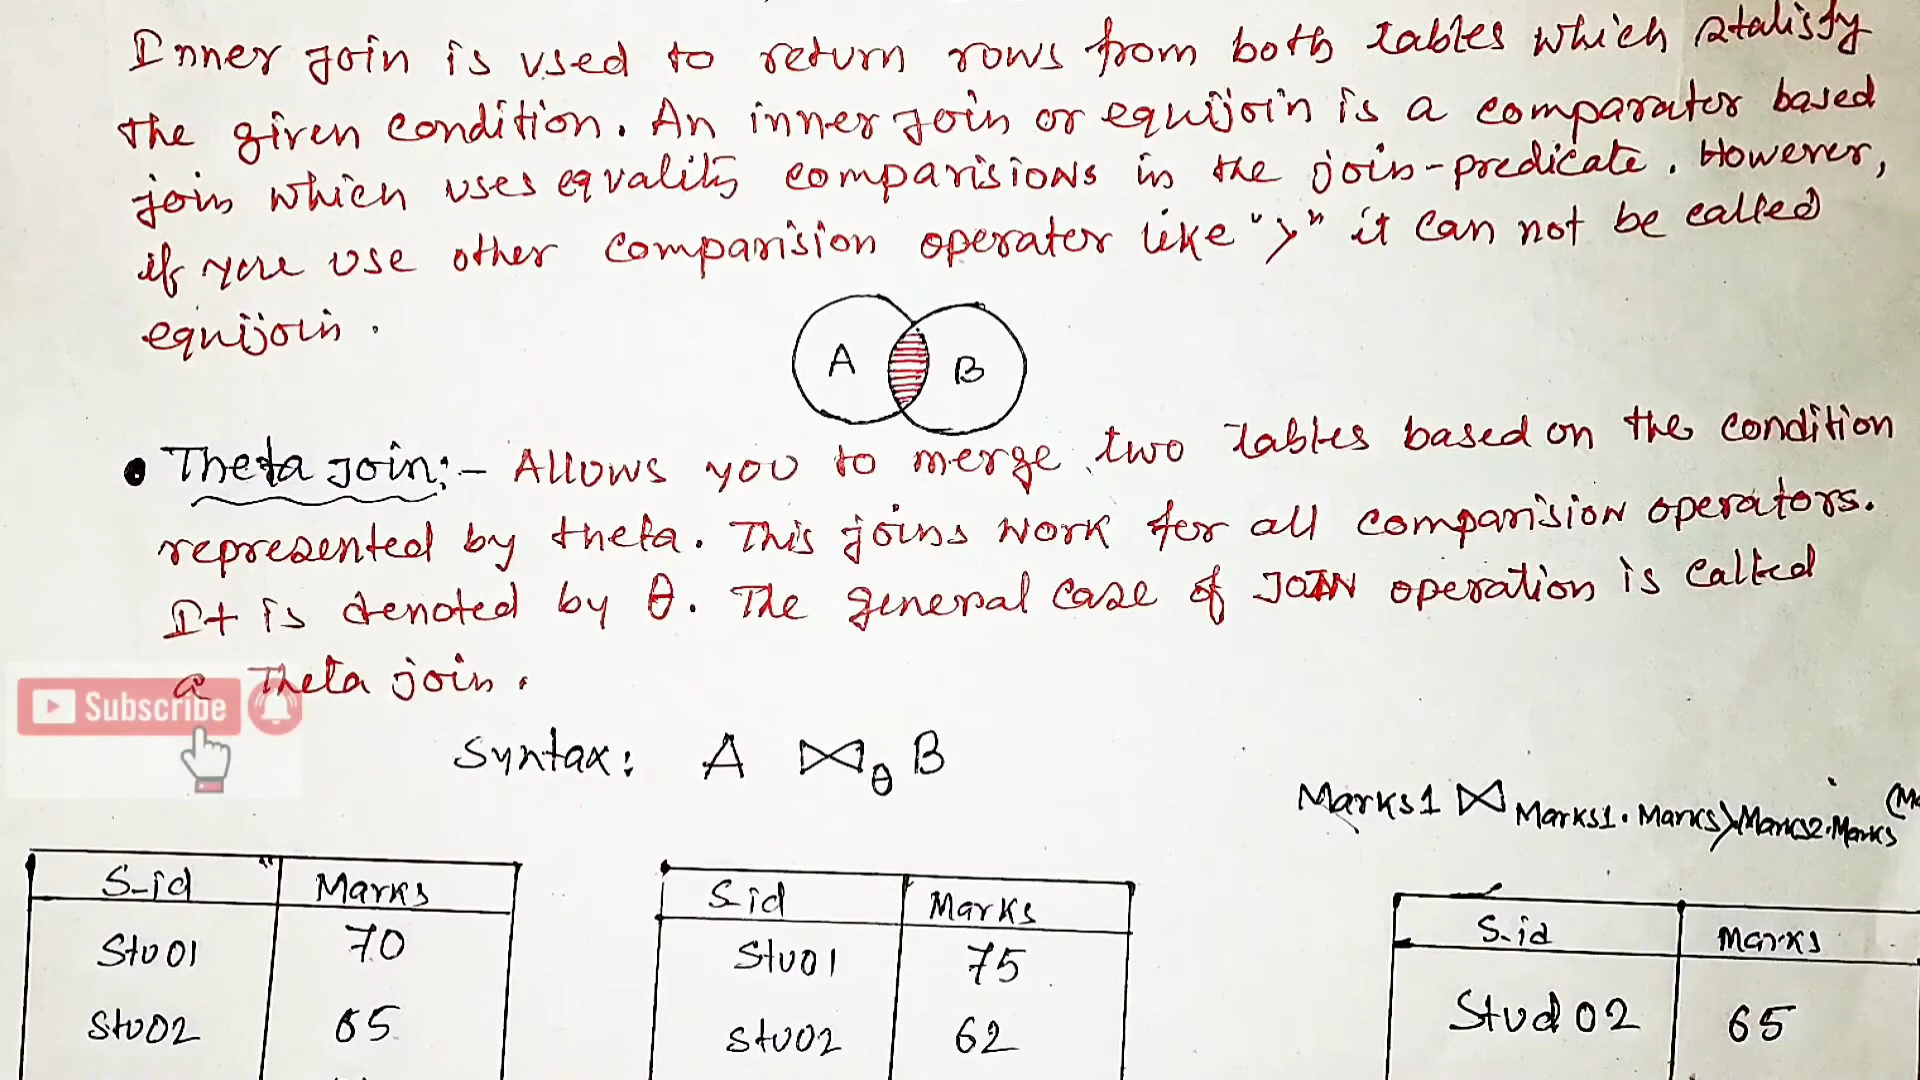 Inner join is used to return rows from both tables which statisfy
the given condition. An inner join or equijoin is a comparator based
join which uses equality comparisions in the join-predicate. However,
if you use other comparision operator like ">" it can not be called
equijoin.
A B
• Theta join:- Allows you to merge two tables based on the condition
represented by theta. This joins work for all comparision operators.
It is denoted by θ. The general case of JOIN operation is called
a Theta join.
Subscribe
Syntax: A ⋈θ B
Marks1 ⋈ Marks1.Marks>Marks2.Marks (Ma
S-id Marks
Stu01 70
Stu02 65
S-id Marks
Stu01 75
Stu02 62
S-id Marks
Stud02 65